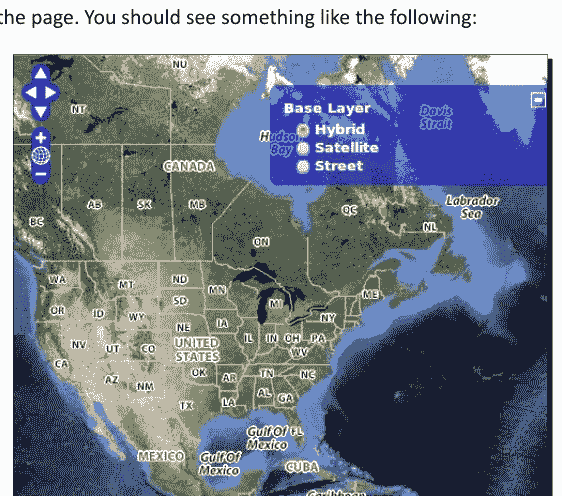 the page. You should see something like the following:
NU
NT
Base Layer
Hybrid
Satellite
Street
Davis
Strait
Hudson
Bay
CANADA
Labrador
Sea
BC
AB
SK
MB
QC
NL
ON
WA
MT
ND
MN
ME
OR
ID
WY
SD
MI
NY
NV
UT
CO
NE
IA
IL
IN
OH
PA
UNITED
STATES
WV
CA
AZ
NM
OK
AR
TN
NC
TX
LA
AL
GA
Gulf Of
Mexico
FL
MEXICO
Gulf Of
Mexico
CUBA
Caribbean